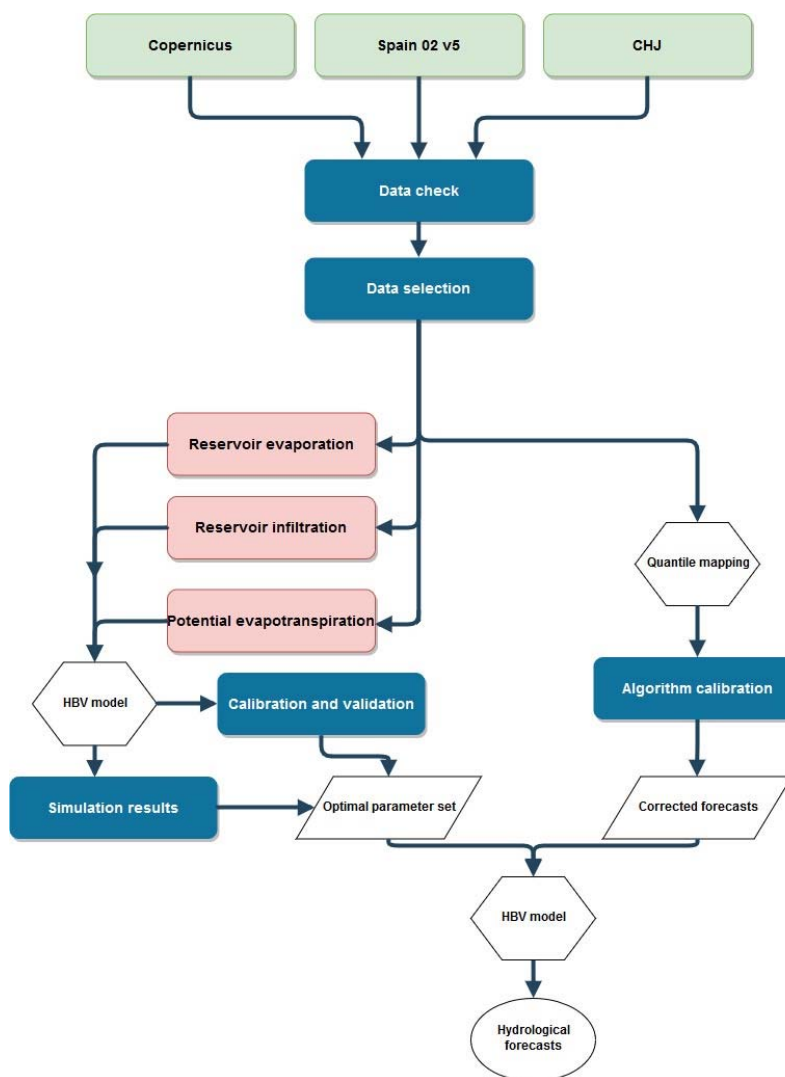 Copernicus
Spain 02 v5
CHJ
Data check
Data selection
Reservoir evaporation
Reservoir infiltration
Quantile mapping
Potential evapotranspiration
HBV model
Calibration and validation
Algorithm calibration
Simulation results
Optimal parameter set
Corrected forecasts
HBV model
Hydrological
forecasts